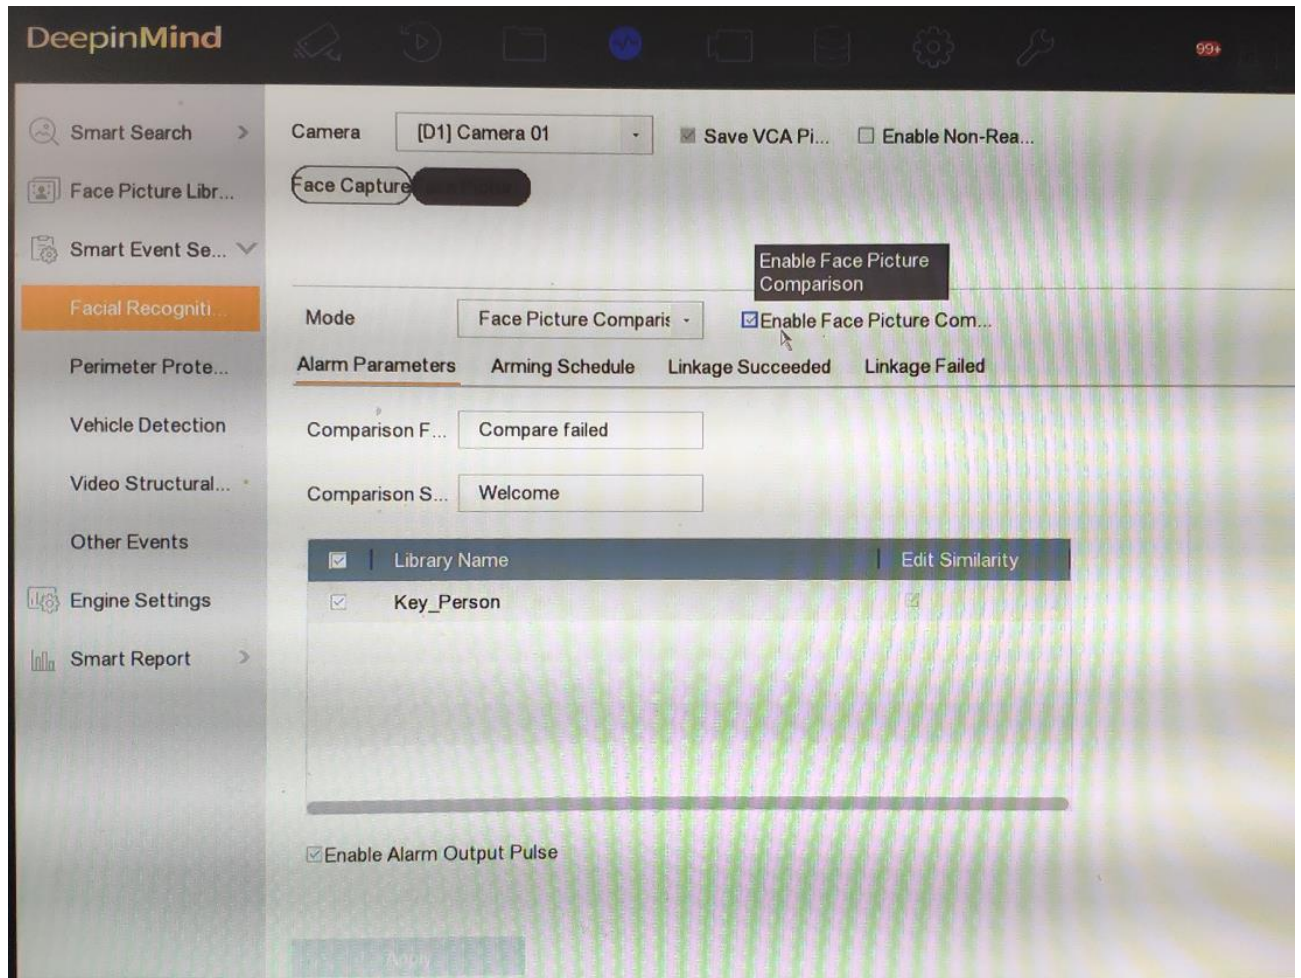 DeepinMind
99+
Smart Search
Face Picture Libr...
Smart Event Se...
Facial Recogniti...
Perimeter Prote...
Vehicle Detection
Video Structural...
Other Events
Engine Settings
Smart Report
Camera [D1] Camera 01 Save VCA Pi... Enable Non-Rea...
Face Capture
Enable Face Picture
Comparison
Mode Face Picture Comparis Enable Face Picture Com...
Alarm Parameters Arming Schedule Linkage Succeeded Linkage Failed
Comparison F... Compare failed
Comparison S... Welcome
Library Name Edit Similarity
Key_Person
Enable Alarm Output Pulse
Apply